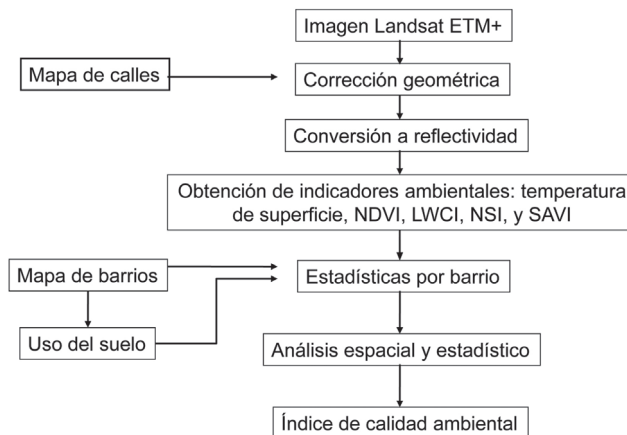 Imagen Landsat ETM+
Mapa de calles
Corrección geométrica
Conversión a reflectividad
Obtención de indicadores ambientales: temperatura
de superficie, NDVI, LWCI, NSI, y SAVI
Mapa de barrios
Estadísticas por barrio
Uso del suelo
Análisis espacial y estadístico
Índice de calidad ambiental